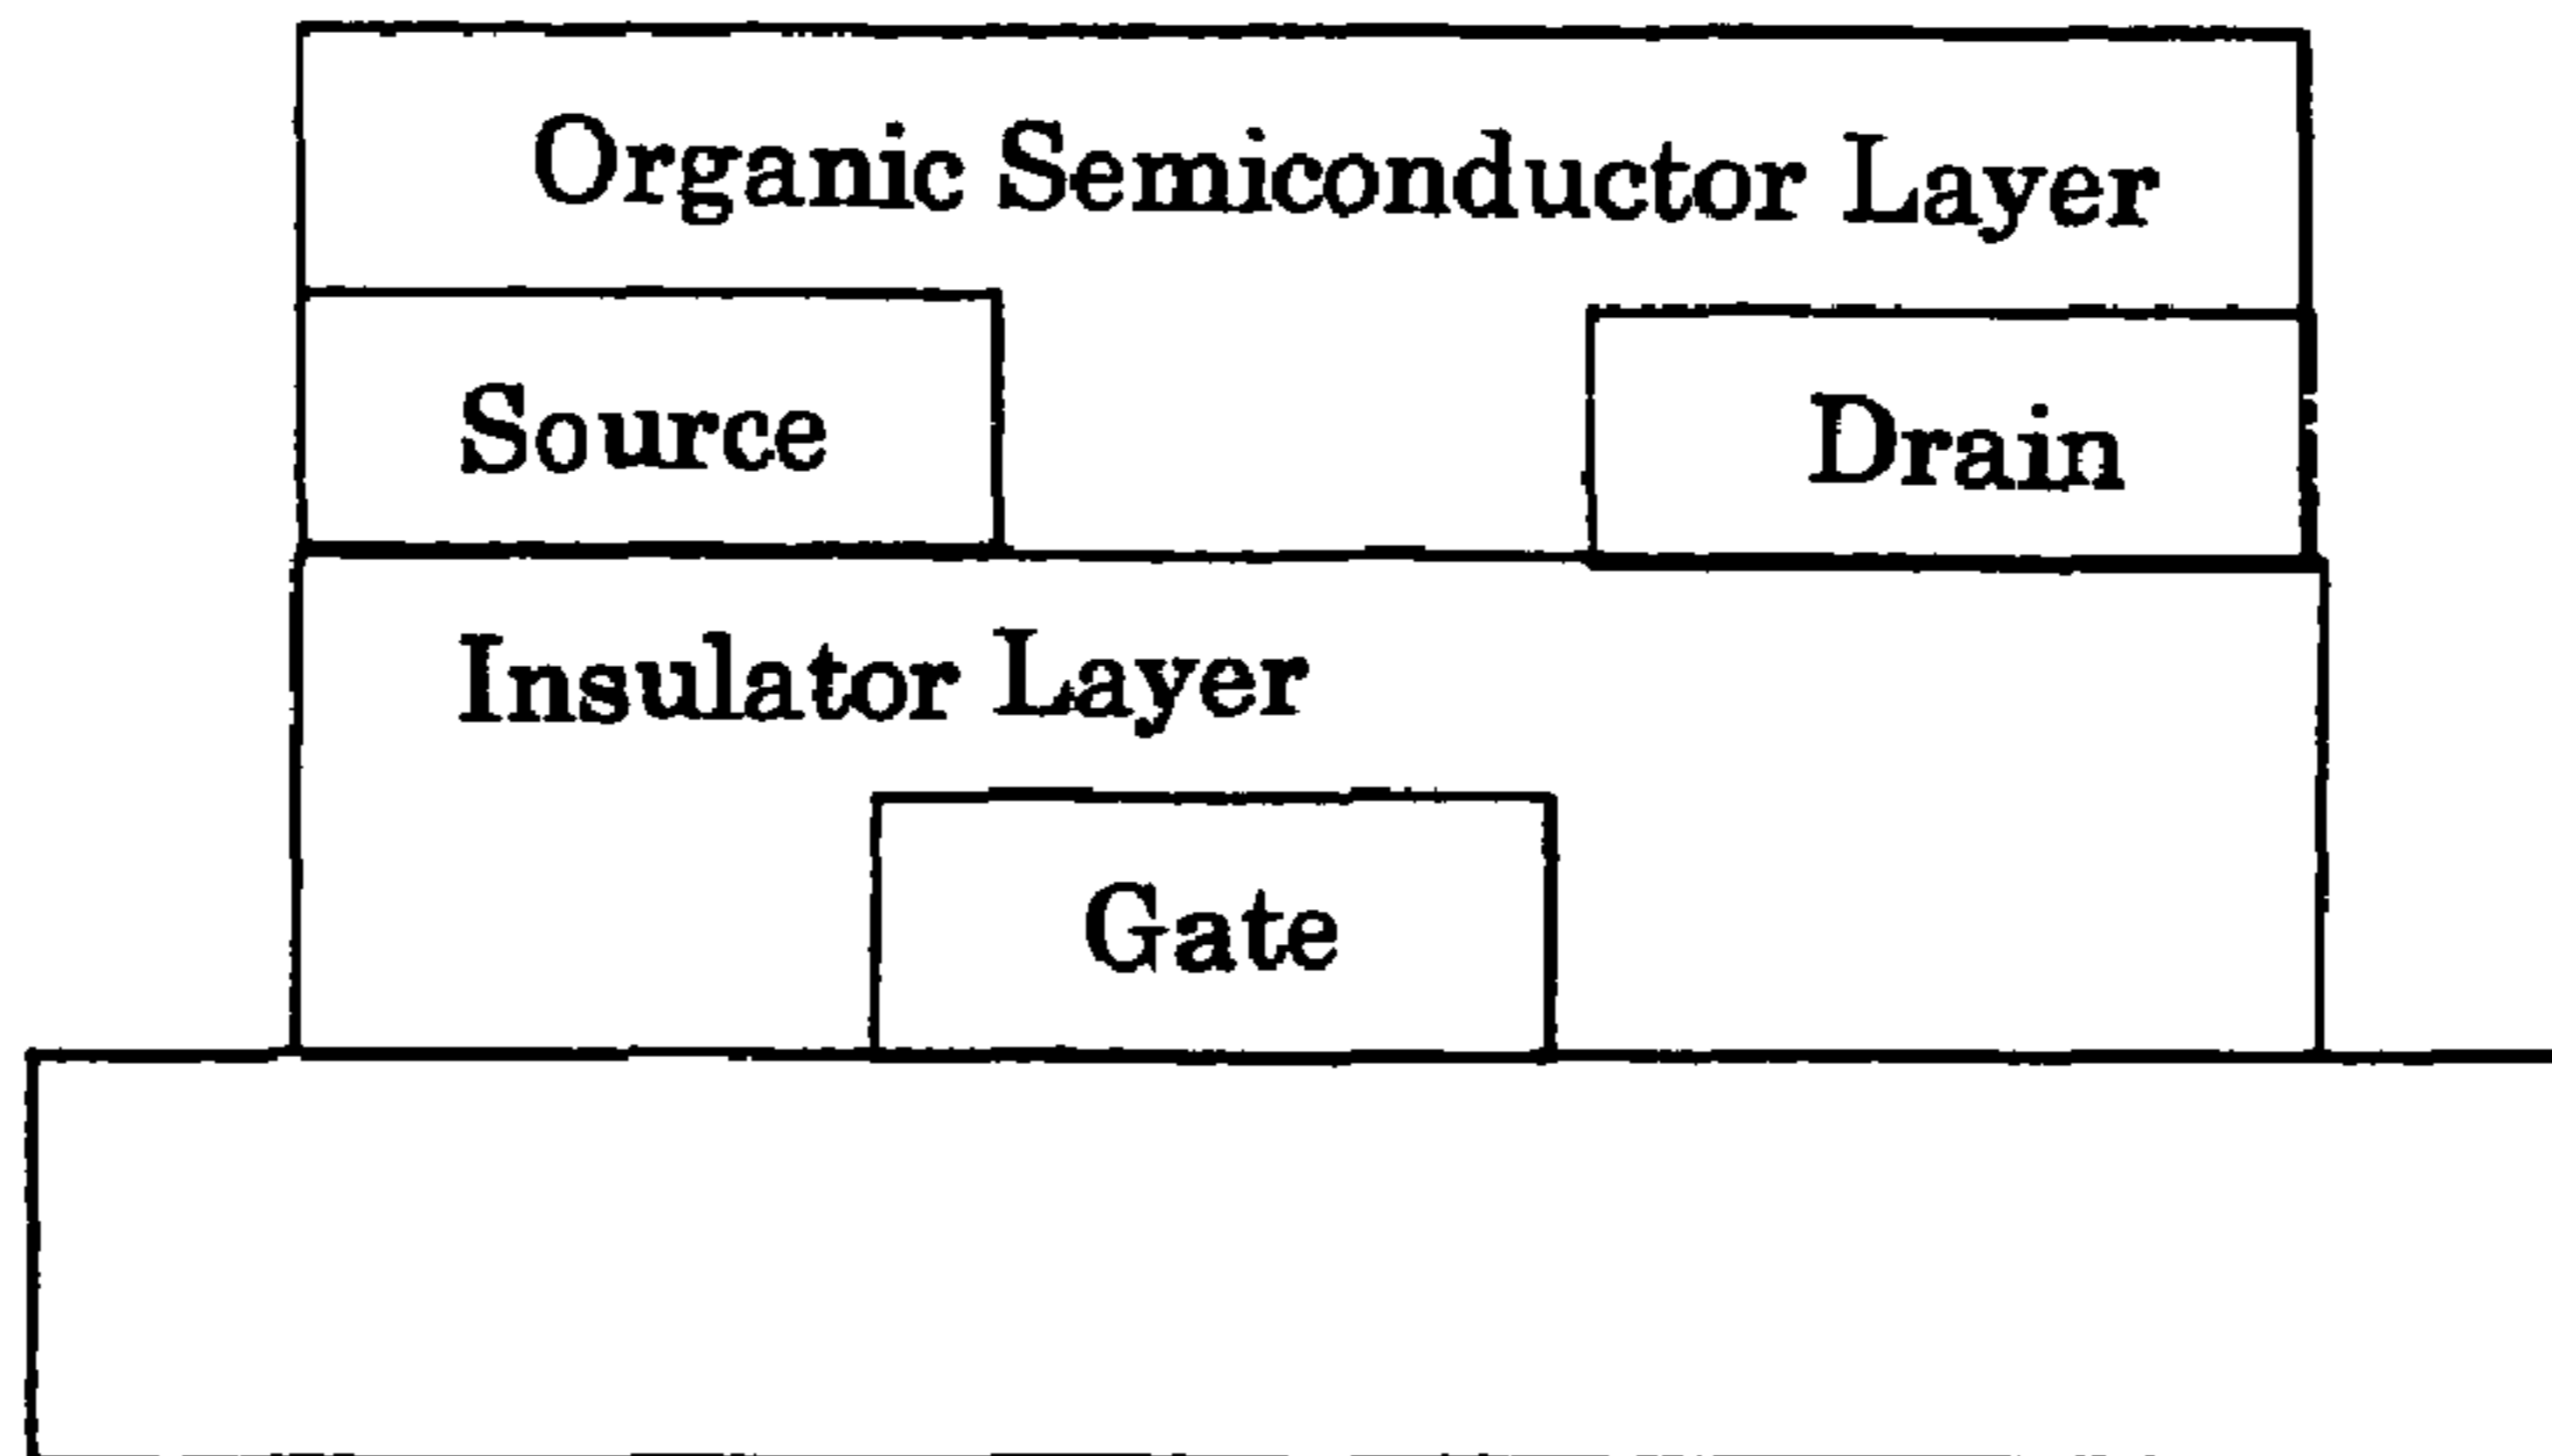 Organic Semiconductor Layer
Source
Drain
Insulator Layer
Gate